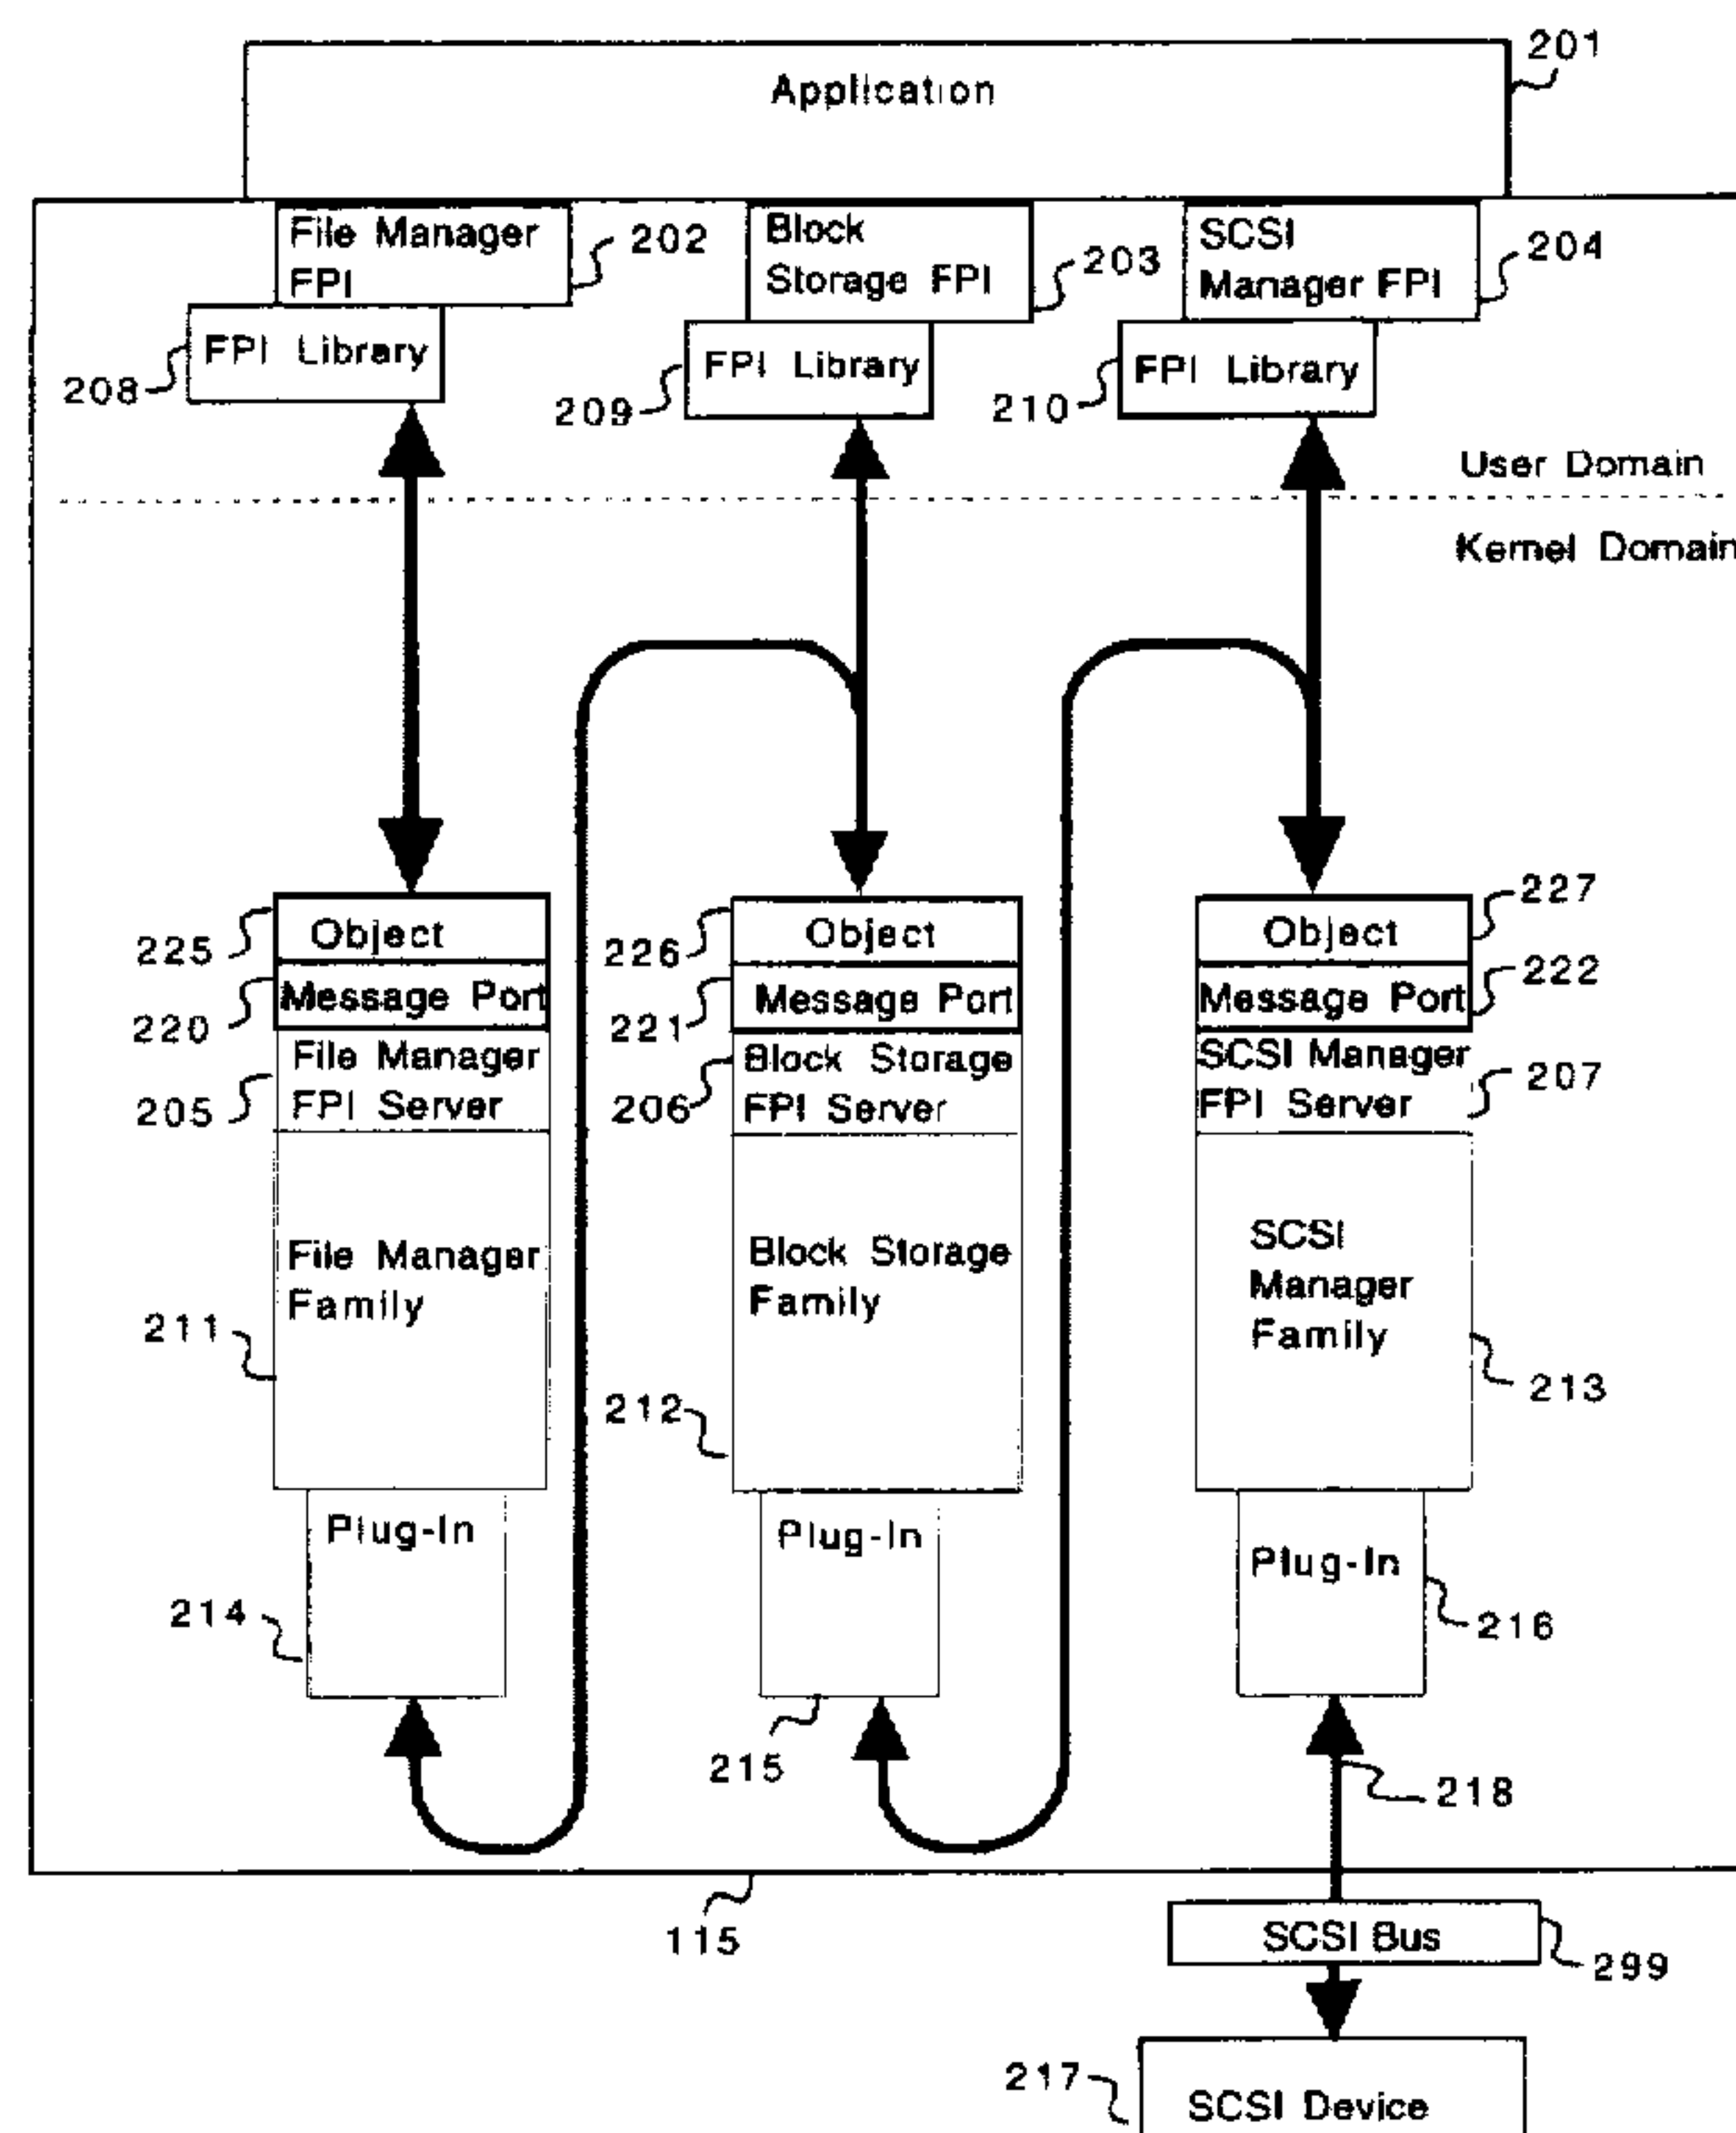 201
Application
File Manager
FPI
202
Block
Storage FPI
203
SCSI
Manager FPI
204
FPI Library
208
FPI Library
209
FPI Library
210
User Domain
Kernel Domain
Object
225
Message Port
220
File Manager
FPI Server
205
File Manager
Family
211
Plug-In
214
Object
226
Message Port
221
Block Storage
FPI Server
206
Block Storage
Family
212
Plug-In
215
Object
227
Message Port
222
SCSI Manager
FPI Server
207
SCSI
Manager
Family
213
Plug-In
216
218
115
SCSI Bus
299
217
SCSI Device